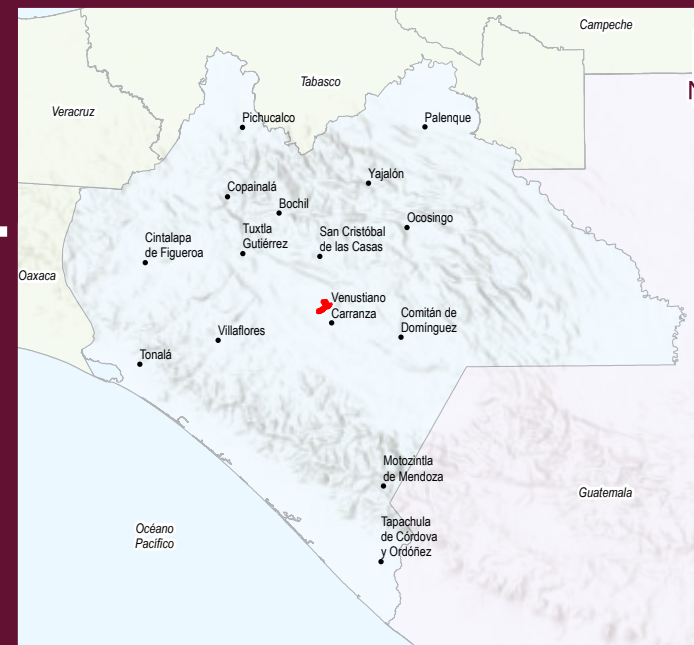 Campeche
Tabasco
Veracruz
N
Pichucalco
Palenque
Yajalón
Copainalá
Bochil
Ocosingo
Tuxtla
Gutiérrez
San Cristóbal
de las Casas
Cintalapa
de Figueroa
Oaxaca
Venustiano
Carranza
Comitán de
Domínguez
Villaflores
Tonalá
Motozintla
de Mendoza
Guatemala
Océano
Pacífico
Tapachula
de Córdova
y Ordóñez